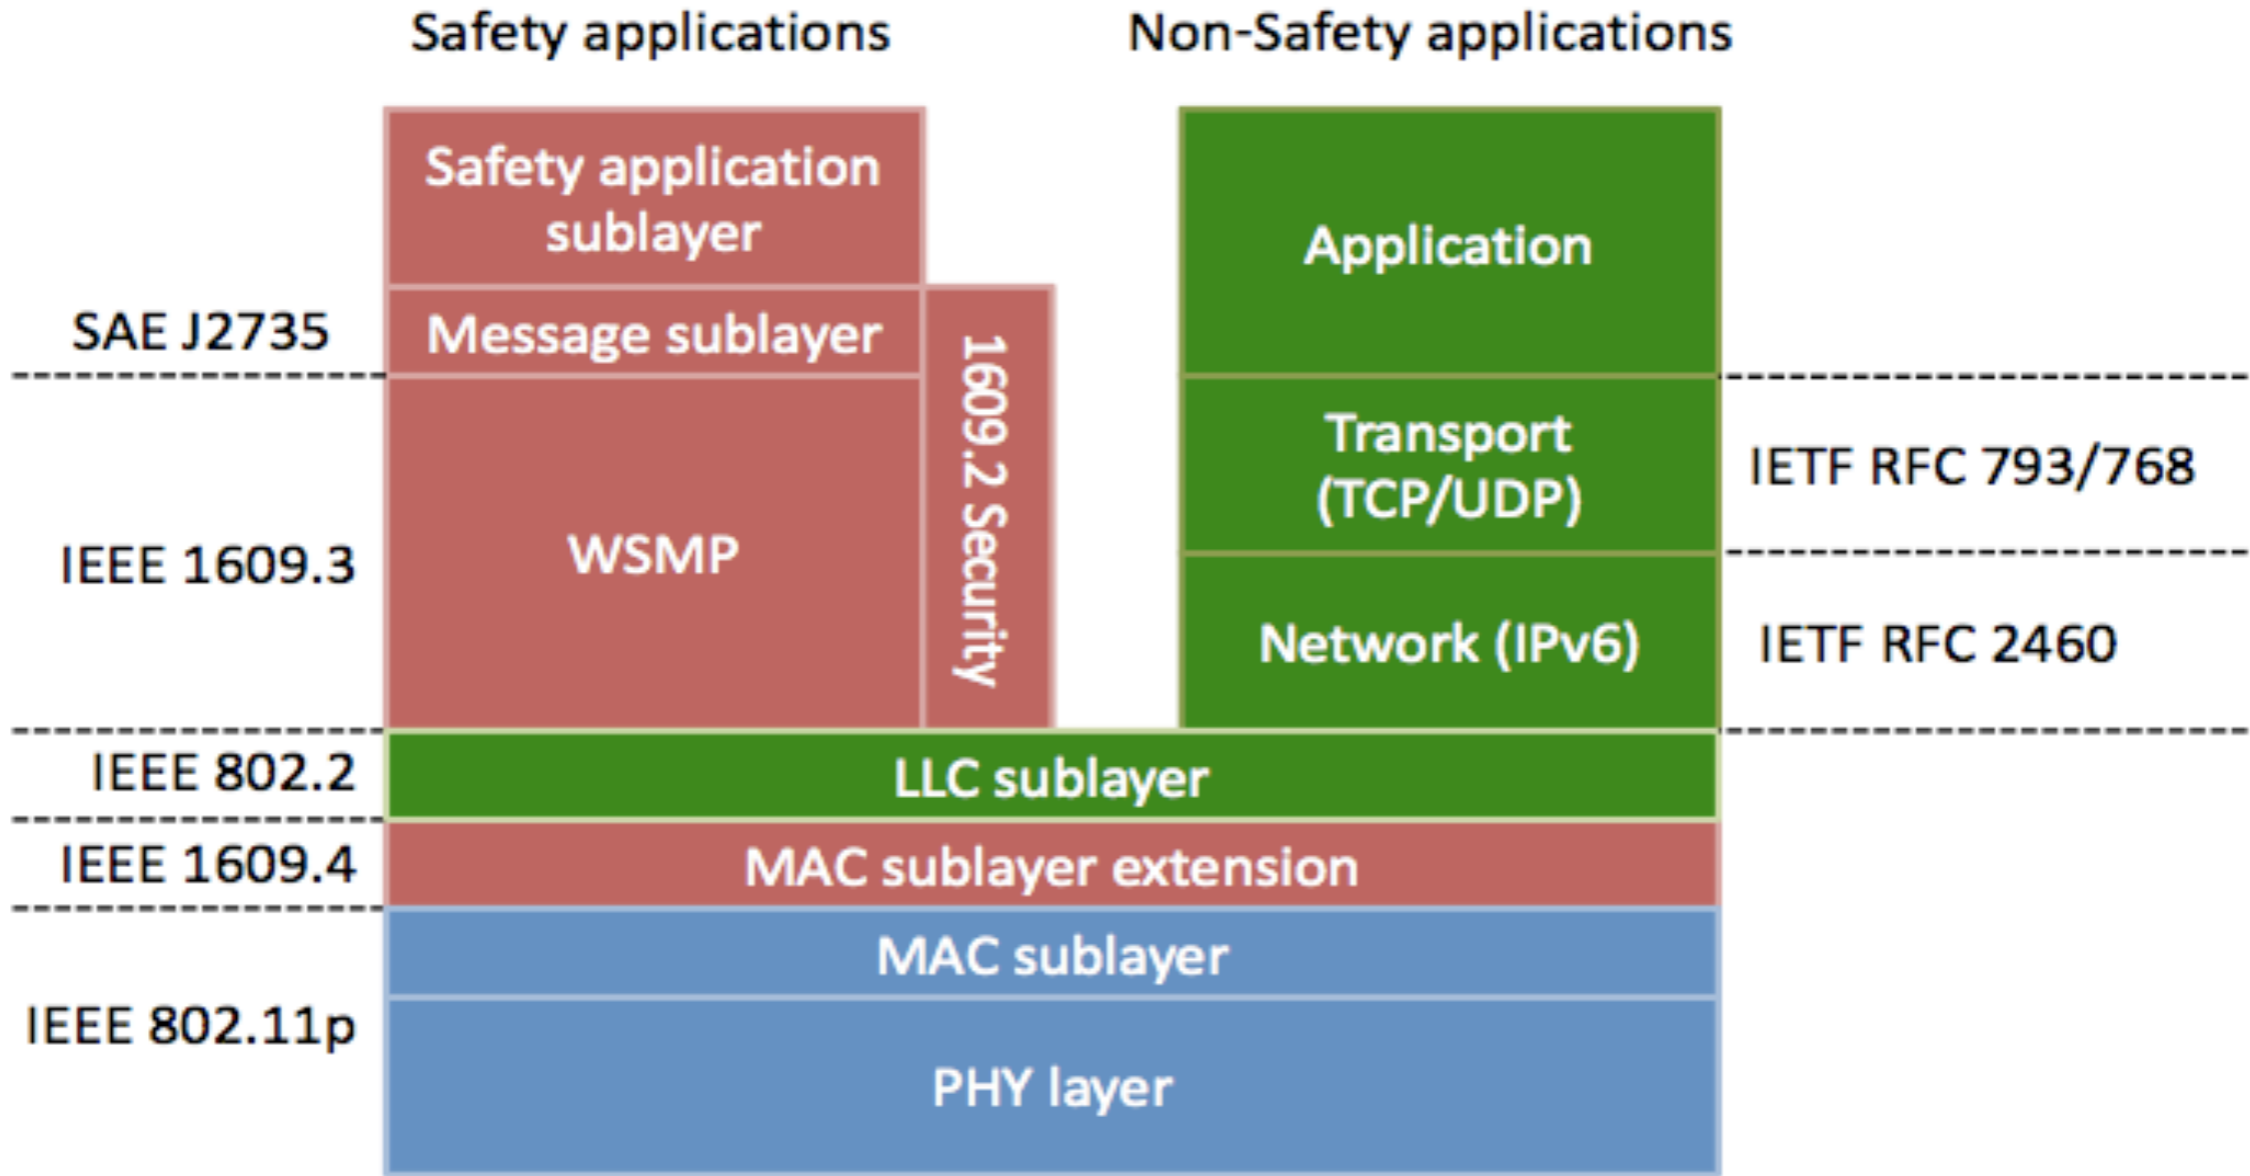 Safety applications
Non-Safety applications
Safety application
sublayer
Application
SAE J2735
Message sublayer
1609.2 Security
Transport
(TCP/UDP)
IETF RFC 793/768
IEEE 1609.3
WSMP
Network (IPv6)
IETF RFC 2460
IEEE 802.2
LLC sublayer
IEEE 1609.4
MAC sublayer extension
MAC sublayer
IEEE 802.11p
PHY layer